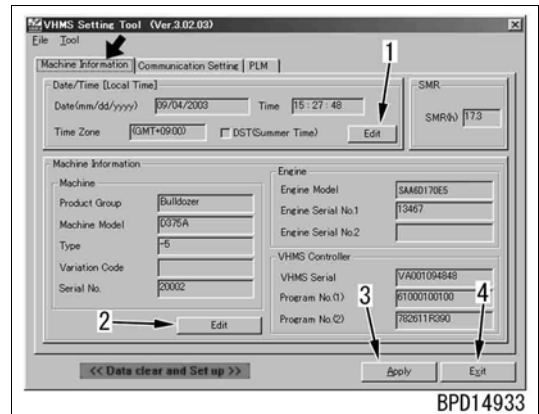 VHMS Setting Tool (Ver.3.02.03)
File Tool
1
Machine Information Communication Setting PLM
Date/Time [Local Time]
SMR
Date(mm/dd/yyyy) 09/04/2003 Time 15 : 27 : 48
SMR(h) 17.3
Time Zone (GMT+09:00) DST(Summer Time) Edit
Machine Information
Machine
Product Group Bulldozer
Machine Model D375A
Type -5
Variation Code
Serial No. 20002
2 Edit
Engine
Engine Model SAA6D170E5
Engine Serial No.1 13467
Engine Serial No.2
VHMS Controller
VHMS Serial VA001094848
Program No.(1) 61000100100
Program No.(2) 782611R390
3 4
<< Data clear and Set up >> Apply Exit
BPD14933